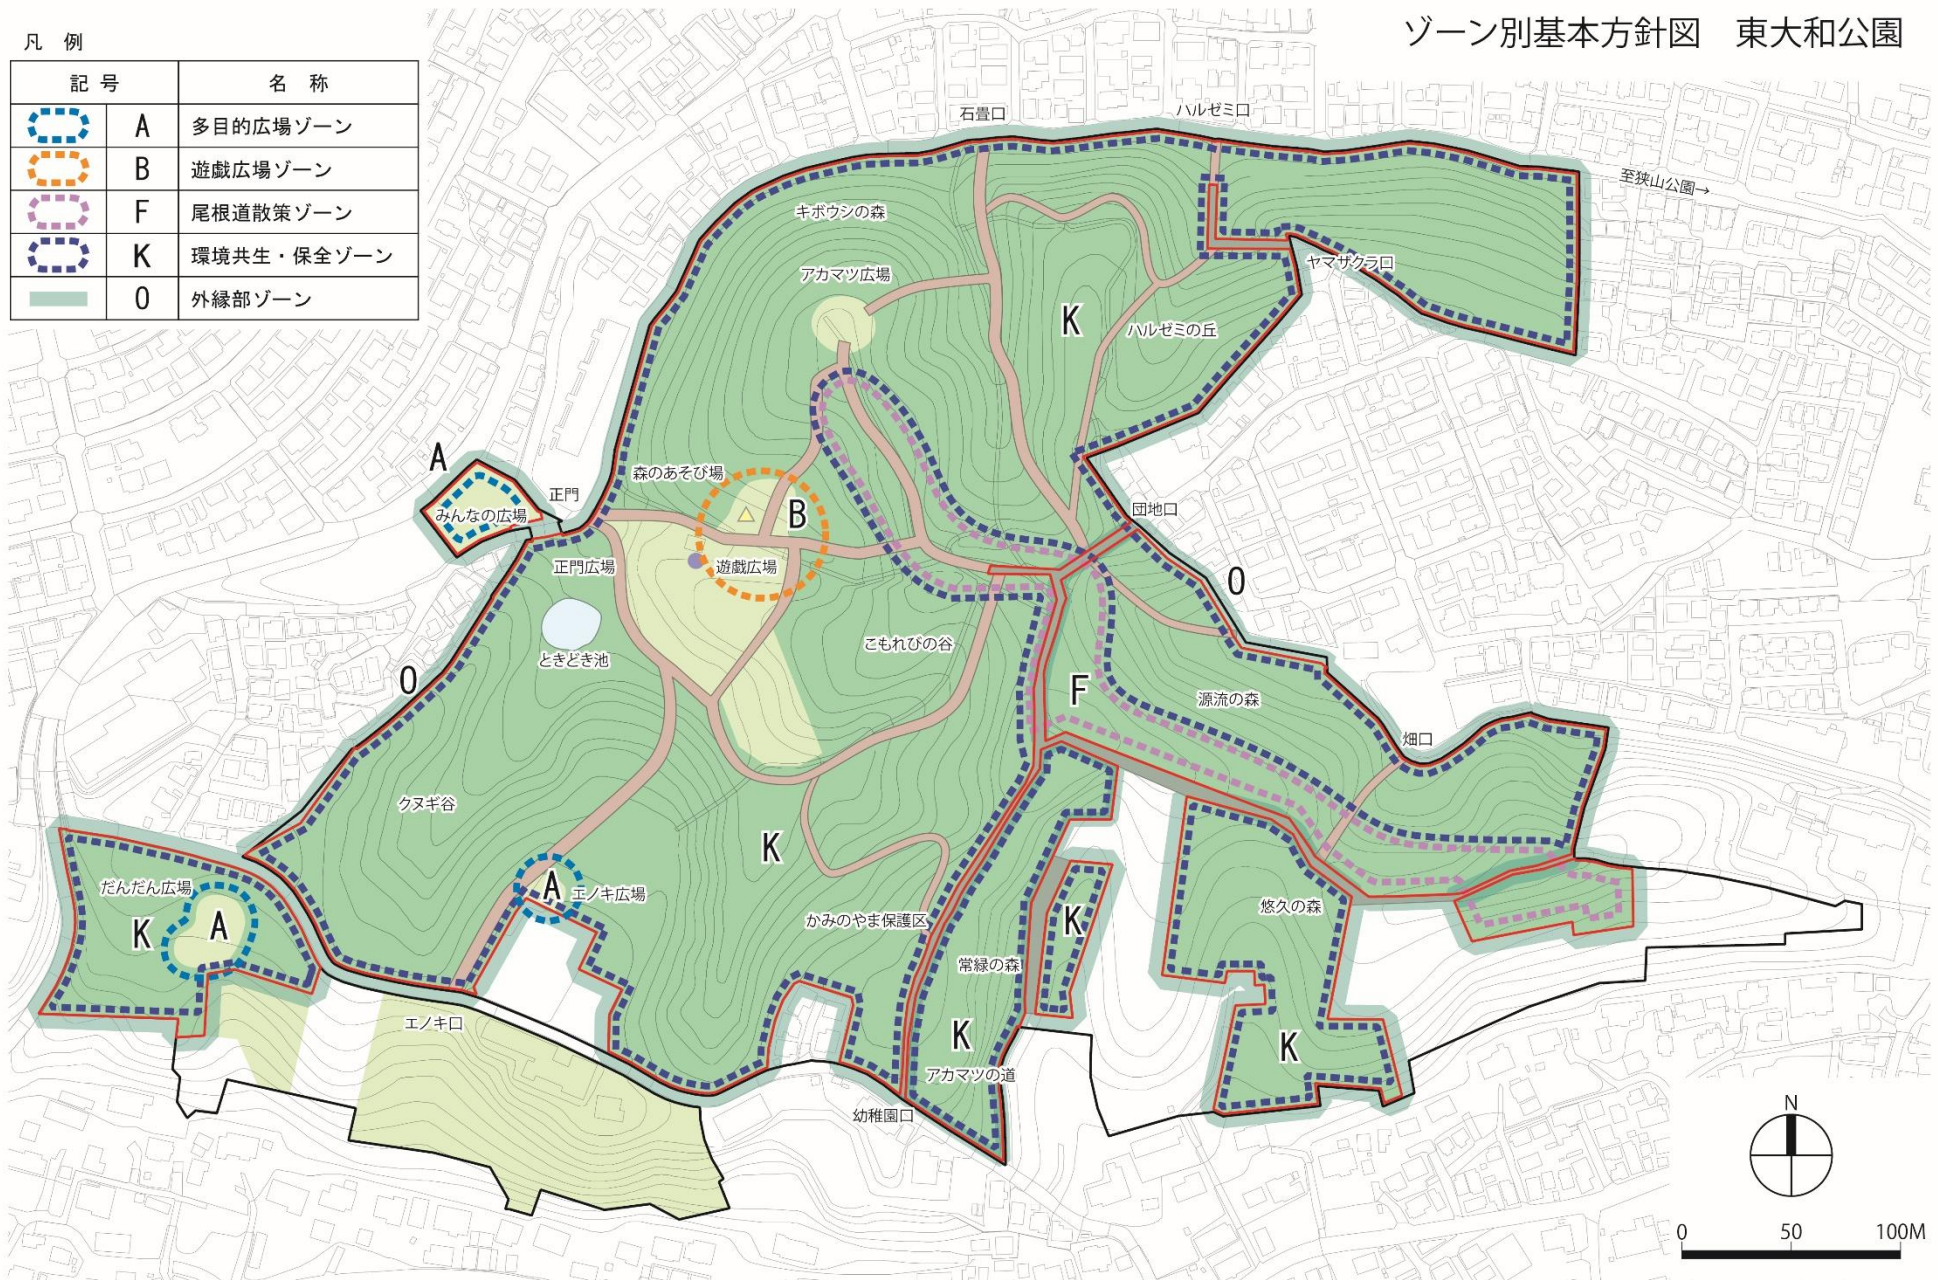 ゾーン別基本方針図　東大和公園
凡　例
記 号　名　称
A　多目的広場ゾーン
B　遊戯広場ゾーン
F　尾根道散策ゾーン
K　環境共生・保全ゾーン
O　外縁部ゾーン
石畳口
ハルゼミ口
至狭山公園→
キボウシの森
アカマツ広場
ヤマザクラ口
K
ハルゼミの丘
A
森のあそび場
正門
みんなの広場
B
団地口
正門広場
遊戯広場
O
ときどき池
こもれびの谷
O
F
源流の森
畑口
クヌギ谷
K
だんだん広場
A
エノキ広場
悠久の森
K
A
かみのやま保護区
K
常緑の森
エノキ口
K
K
アカマツの道
幼稚園口
N
0　50　100M